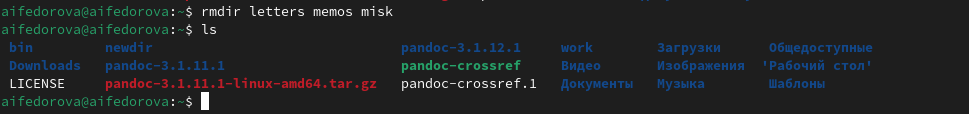 aifedorova@aifedorova:~$ rmdir letters memos misk
aifedorova@aifedorova:~$ ls
bin newdir pandoc-3.1.12.1 work Загрузки Общедоступные
Downloads pandoc-3.1.11.1 pandoc-crossref Видео Изображения 'Рабочий стол'
LICENSE pandoc-3.1.11.1-linux-amd64.tar.gz pandoc-crossref.1 Документы Музыка Шаблоны
aifedorova@aifedorova:~$